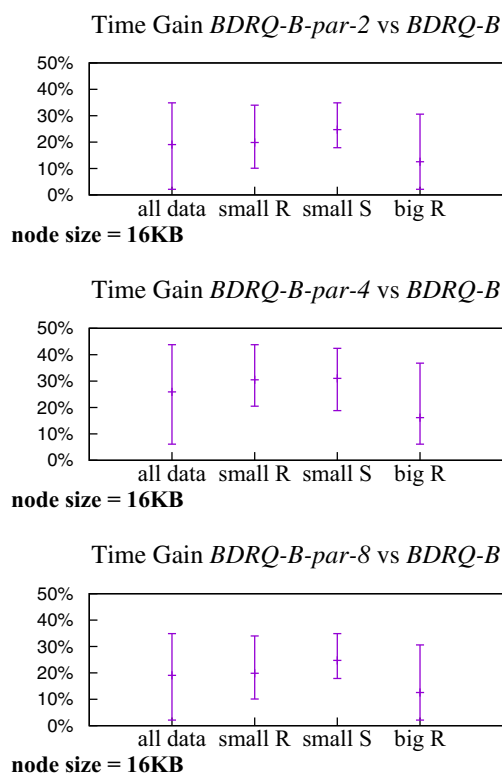 Time Gain BDRQ-B-par-2 vs BDRQ-B
50%
40%
30%
20%
10%
0%
all data small R small S big R
node size = 16KB
Time Gain BDRQ-B-par-4 vs BDRQ-B
50%
40%
30%
20%
10%
0%
all data small R small S big R
node size = 16KB
Time Gain BDRQ-B-par-8 vs BDRQ-B
50%
40%
30%
20%
10%
0%
all data small R small S big R
node size = 16KB